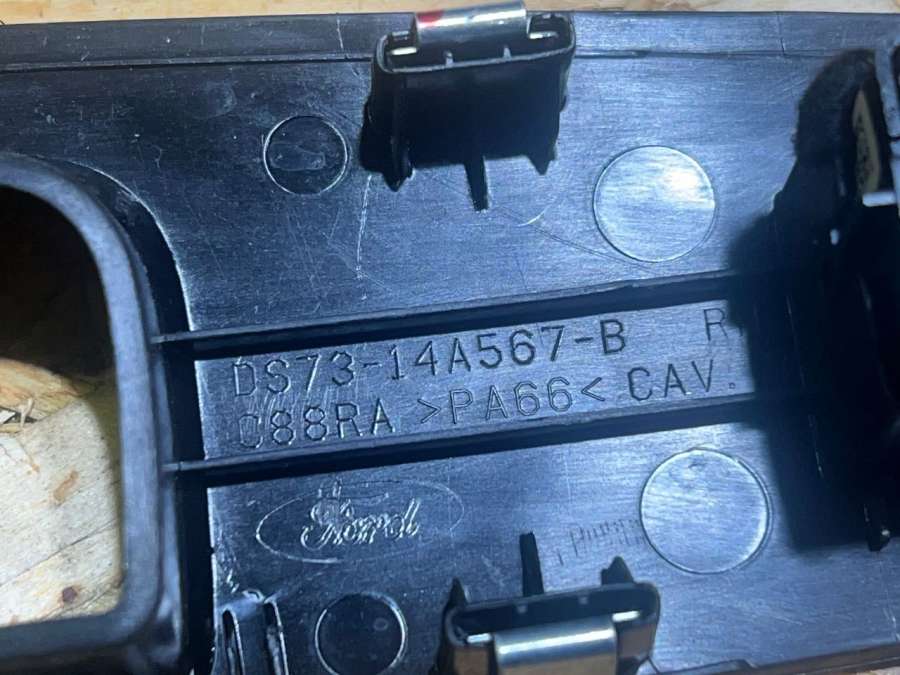 DS73-14A567-B R
C88RA >PA66< CAV.
Ford